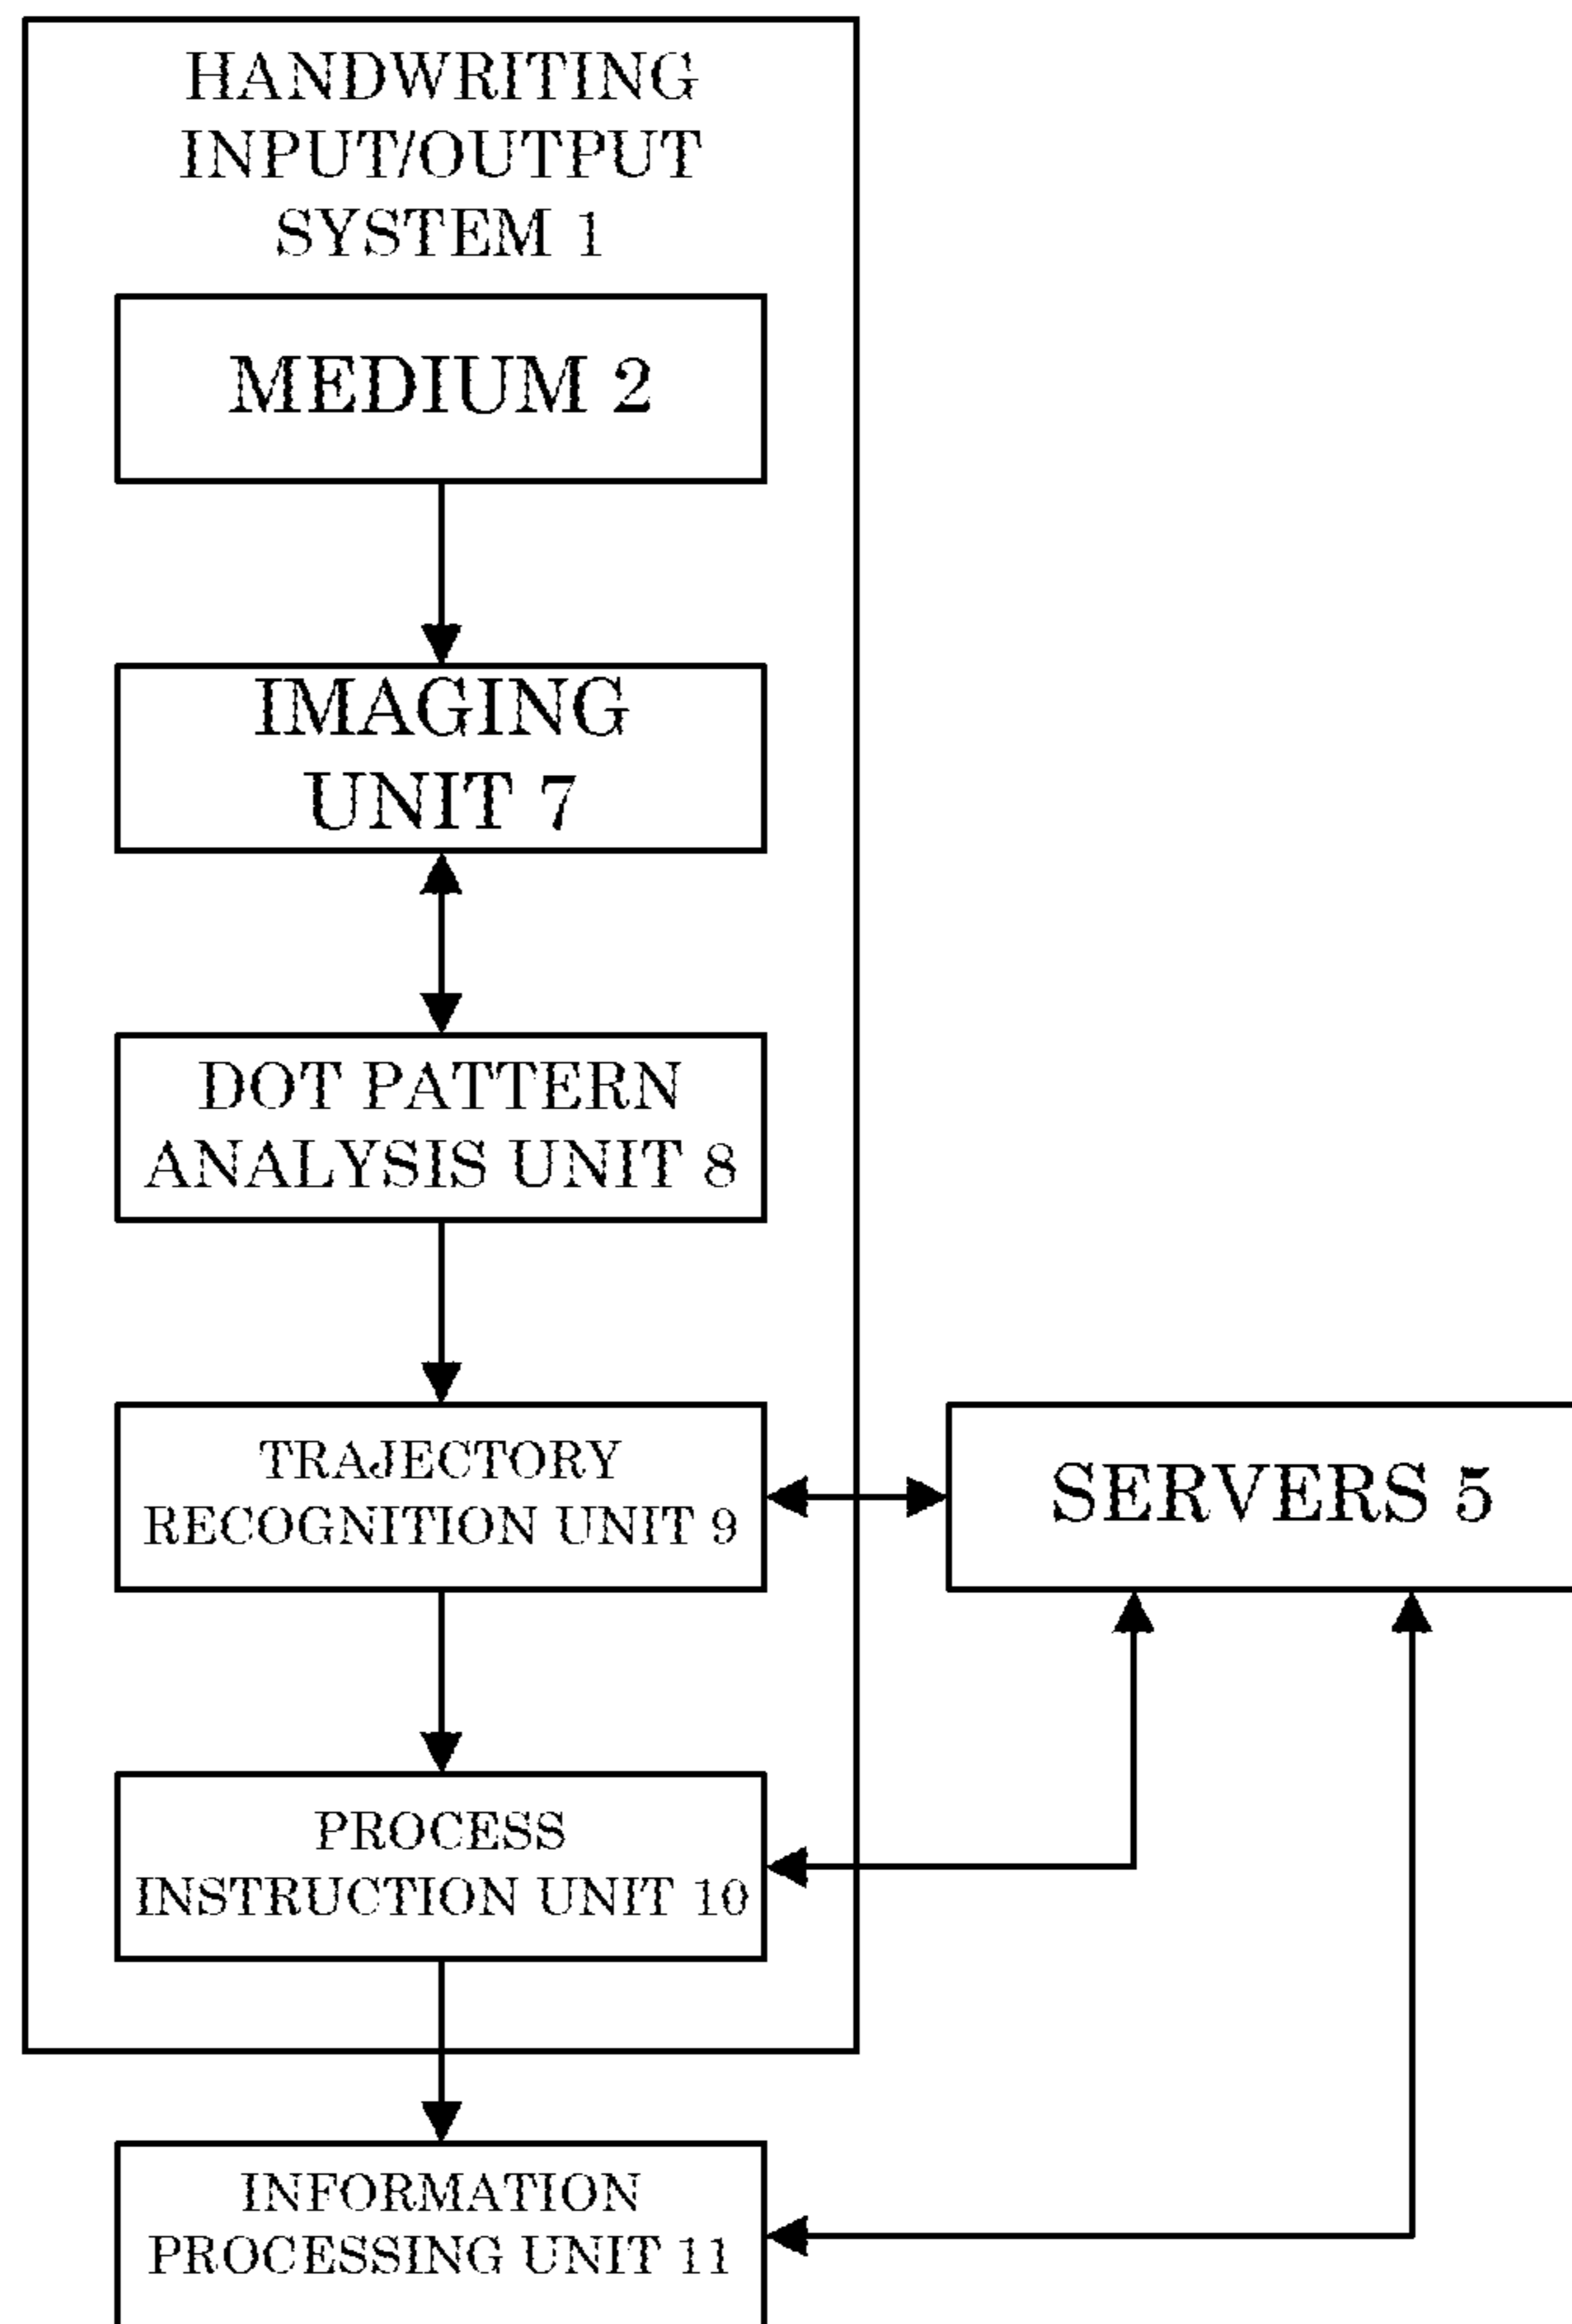 HANDWRITING
INPUT/OUTPUT
SYSTEM 1
MEDIUM 2
IMAGING
UNIT 7
DOT PATTERN
ANALYSIS UNIT 8
TRAJECTORY
RECOGNITION UNIT 9
SERVERS 5
PROCESS
INSTRUCTION UNIT 10
INFORMATION
PROCESSING UNIT 11